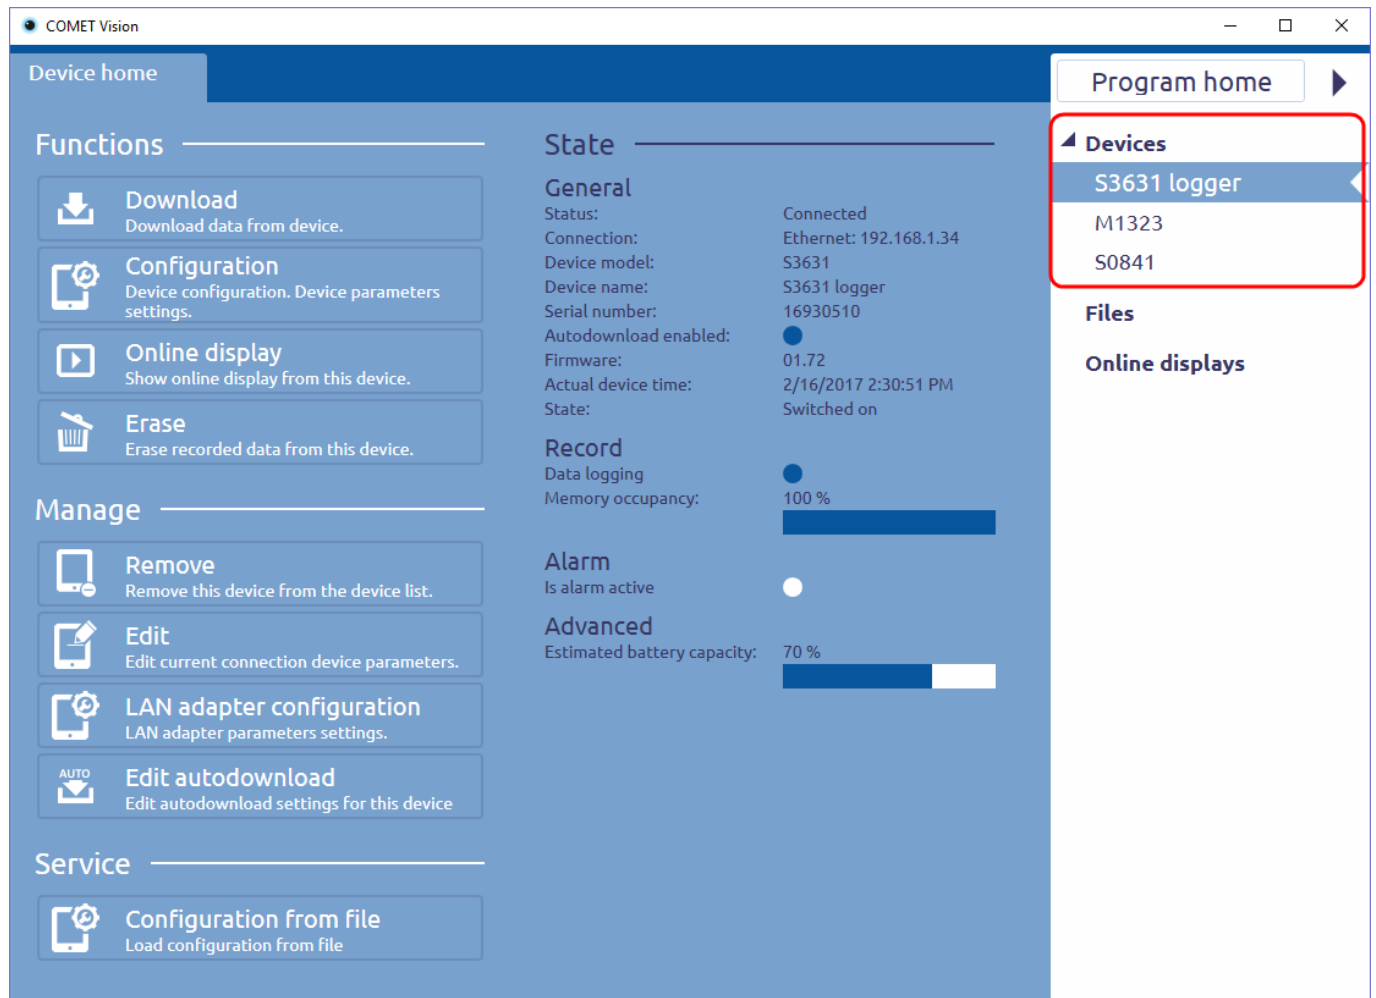 COMET Vision
Device home
Functions
Download
Download data from device.
Configuration
Device configuration. Device parameters
settings.
Online display
Show online display from this device.
Erase
Erase recorded data from this device.
Manage
Remove
Remove this device from the device list.
Edit
Edit current connection device parameters.
LAN adapter configuration
LAN adapter parameters settings.
AUTO
Edit autodownload
Edit autodownload settings for this device
Service
Configuration from file
Load configuration from file
State
General
Status: Connected
Connection: Ethernet: 192.168.1.34
Device model: S3631
Device name: S3631 logger
Serial number: 16930510
Autodownload enabled:
Firmware: 01.72
Actual device time: 2/16/2017 2:30:51 PM
State: Switched on
Record
Data logging
Memory occupancy: 100 %
Alarm
Is alarm active
Advanced
Estimated battery capacity: 70 %
Program home
Devices
S3631 logger
M1323
S0841
Files
Online displays